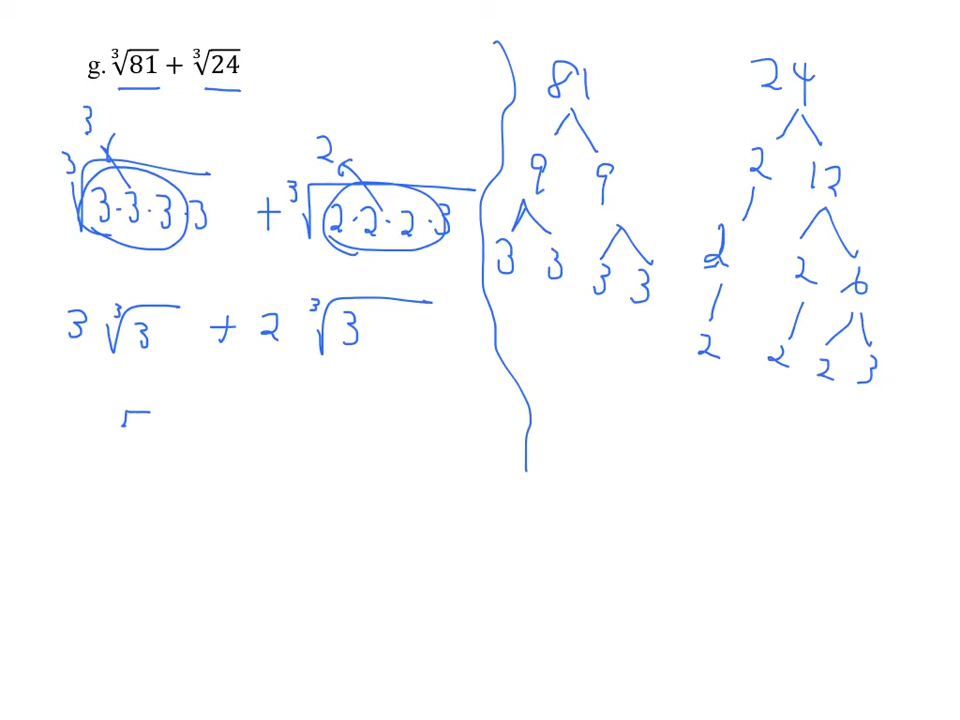 g. ∛81 + ∛24
81 24
3 2
9 9 2 12
∛3·3·3·3 + ∛2·2·2·3
3 3 3 3 2 2 6
3 ∛3 + 2 ∛3
2 2 2 3